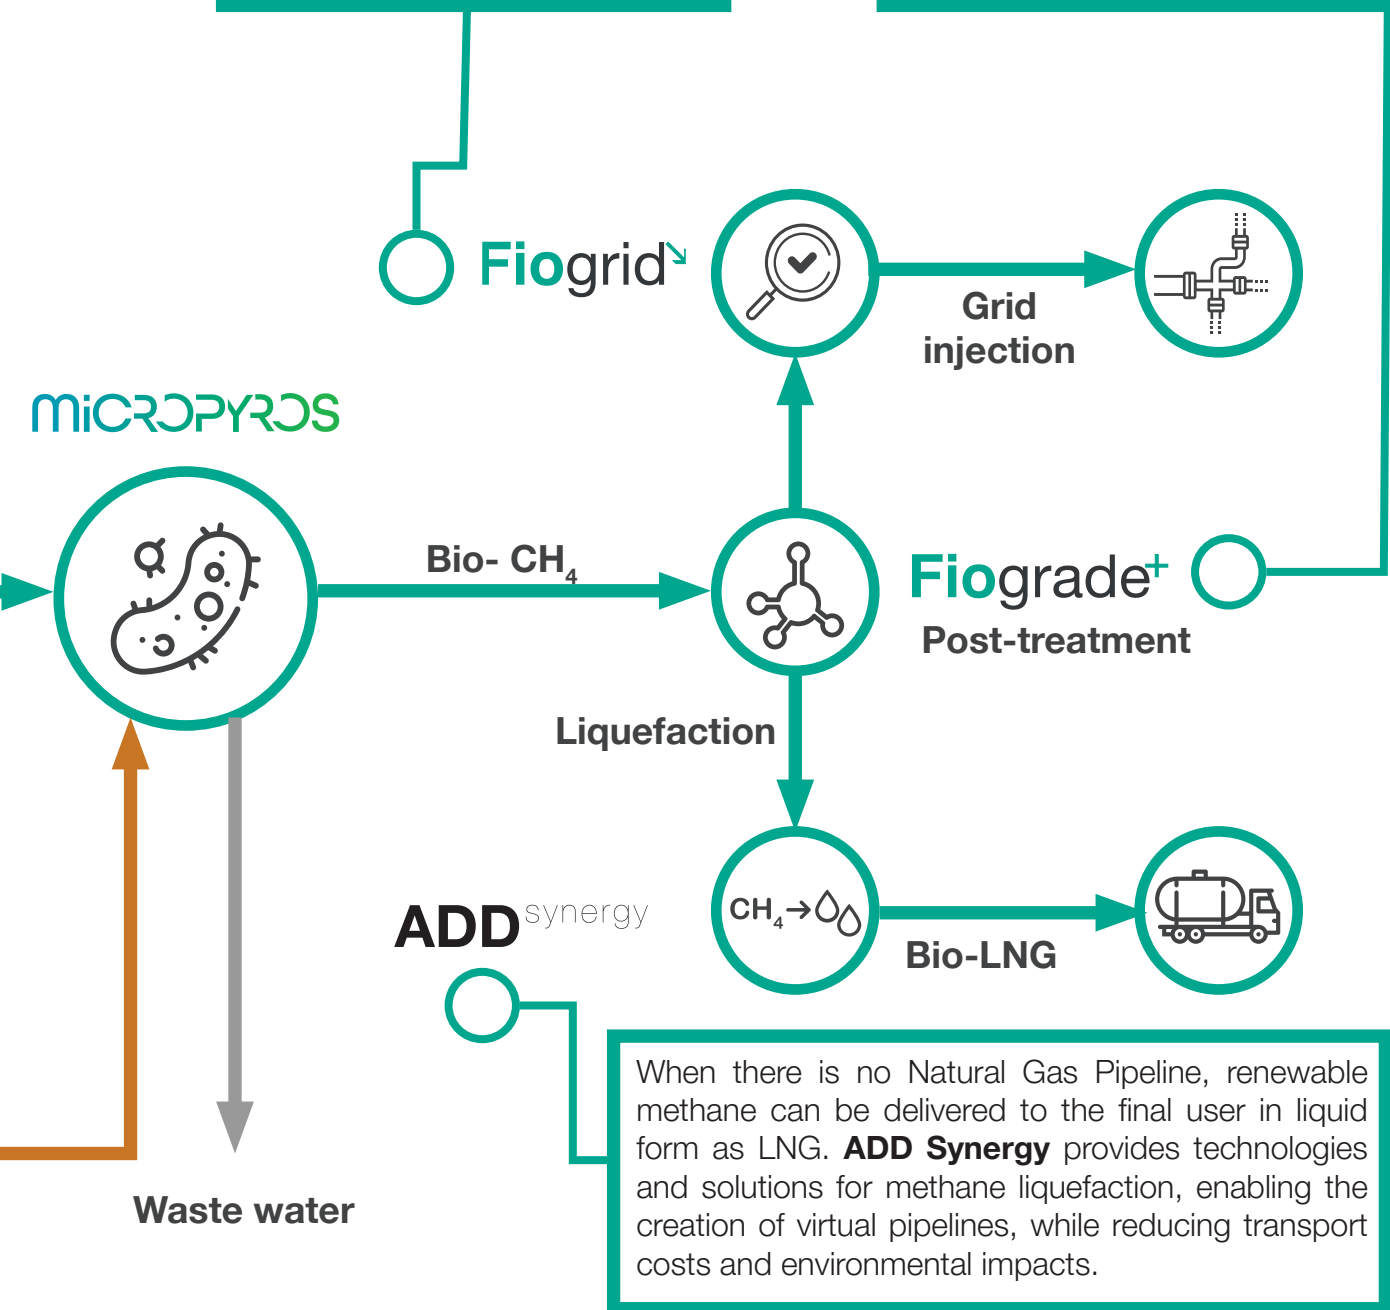 Fiogrid
Grid
injection
MiCROPYROS
Bio- CH₄
Fiograde+
Post-treatment
Liquefaction
ADD synergy
CH₄→
Bio-LNG
Waste water
When there is no Natural Gas Pipeline, renewable
methane can be delivered to the final user in liquid
form as LNG. ADD Synergy provides technologies
and solutions for methane liquefaction, enabling the
creation of virtual pipelines, while reducing transport
costs and environmental impacts.